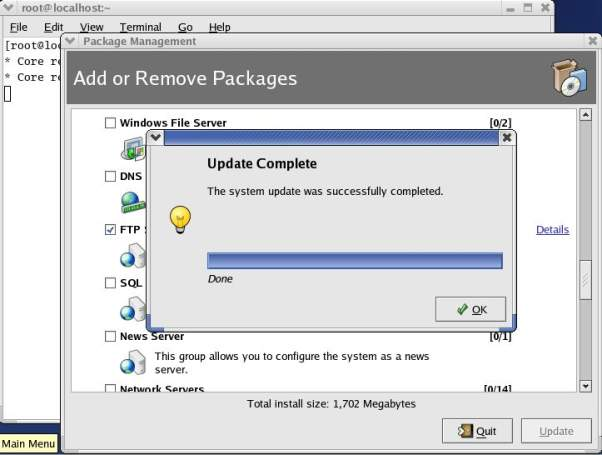 root@localhost:~
File Edit View Terminal Go Help
[root@loc
* Core re
* Core re
Package Management
Add or Remove Packages
Windows File Server [0/2]
DNS
FTP S Details
SQL
News Server [0/1]
This group allows you to configure the system as a news
server.
Network Servers [0/14]
Update Complete
The system update was successfully completed.
Done
OK
Total install size: 1,702 Megabytes
Quit Update
Main Menu